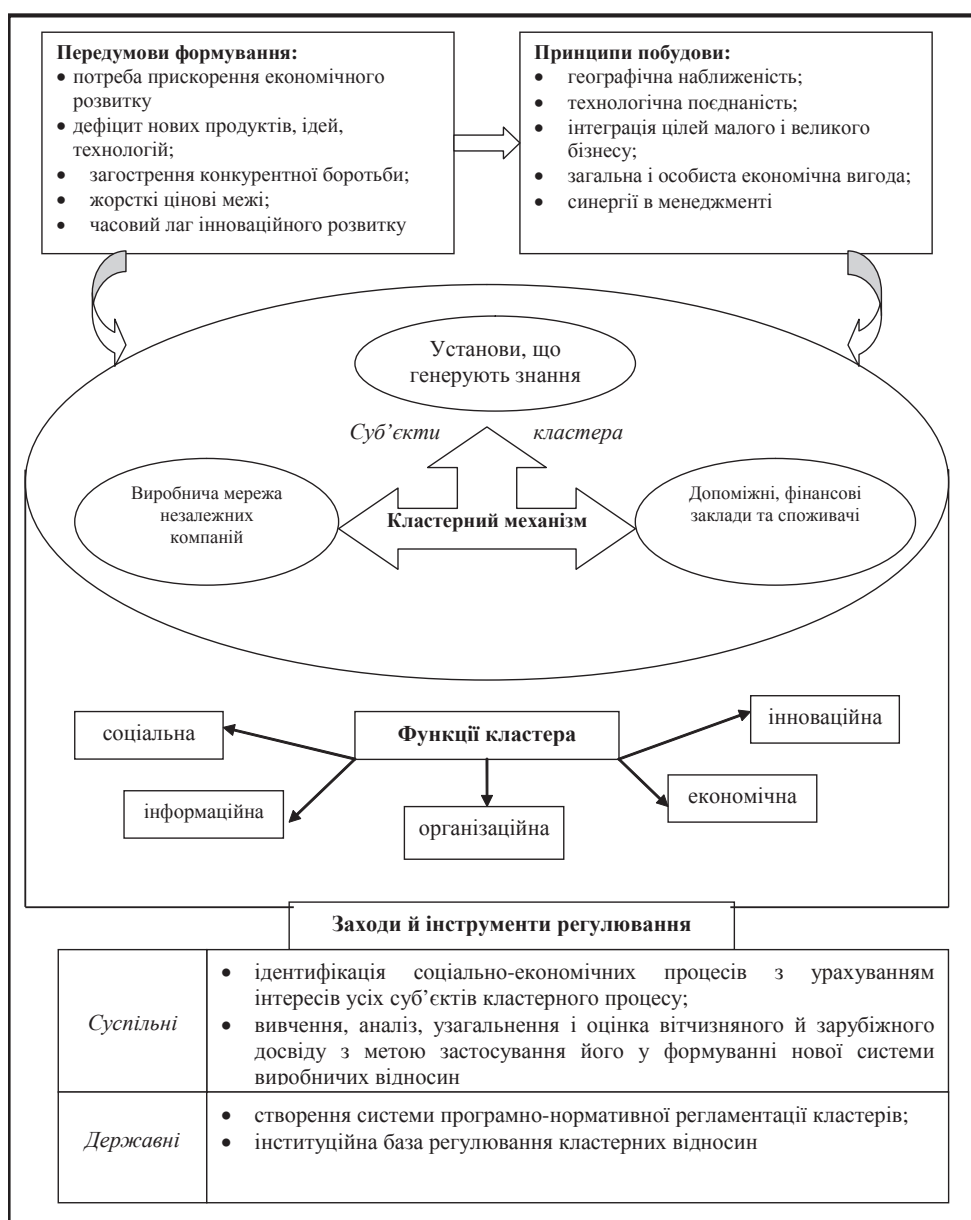 Передумови формування:
• потреба прискорення економічного
розвитку
• дефіцит нових продуктів, ідей,
технологій;
• загострення конкурентної боротьби;
• жорсткі цінові межі;
• часовий лаг інноваційного розвитку
Принципи побудови:
• географічна наближеність;
• технологічна поєднаність;
• інтеграція цілей малого і великого
бізнесу;
• загальна і особиста економічна вигода;
• синергії в менеджменті
Установи, що
генерують знання
Суб’єкти кластера
Виробнича мережа
незалежних
компаній
Кластерний механізм
Допоміжні, фінансові
заклади та споживачі
Функції кластера
соціальна
інноваційна
інформаційна
організаційна
економічна
Заходи й інструменти регулювання
Суспільні
• ідентифікація соціально-економічних процесів з урахуванням
інтересів усіх суб’єктів кластерного процесу;
• вивчення, аналіз, узагальнення і оцінка вітчизняного й зарубіжного
досвіду з метою застосування його у формуванні нової системи
виробничих відносин
Державні
• створення системи програмно-нормативної регламентації кластерів;
• інституційна база регулювання кластерних відносин